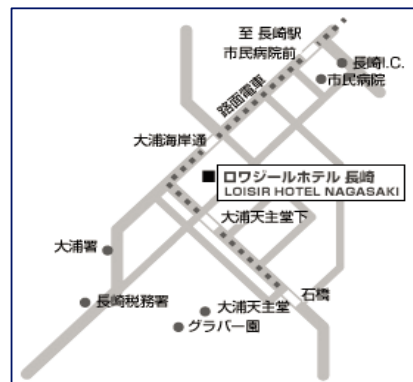 至 長崎駅
市民病院前
長崎I.C.
市民病院
路面電車
大浦海岸通
ロワジールホテル 長崎
LOISIR HOTEL NAGASAKI
大浦天主堂下
大浦署
石橋
長崎税務署
大浦天主堂
グラバー園